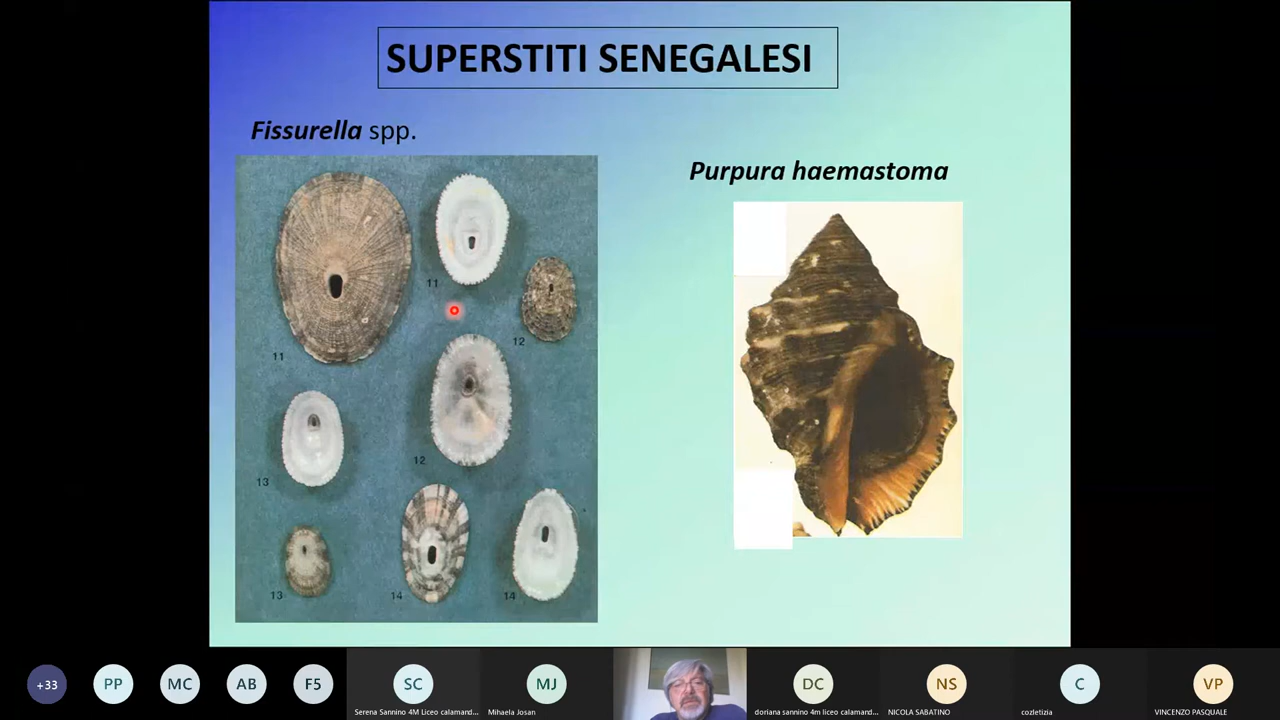 SUPERSTITI SENEGALESI
Fissurella spp.
Purpura haemastoma
11
11
12
12
13
13
14
14
+33
PP
MC
AB
F5
SC
MJ
DC
NS
C
VP
Serena Sannino 4M Liceo calamand...
Mihaela Josan
doriana sannino 4m liceo calamand...
NICOLA SABATINO
cozletizia
VINCENZO PASQUALE